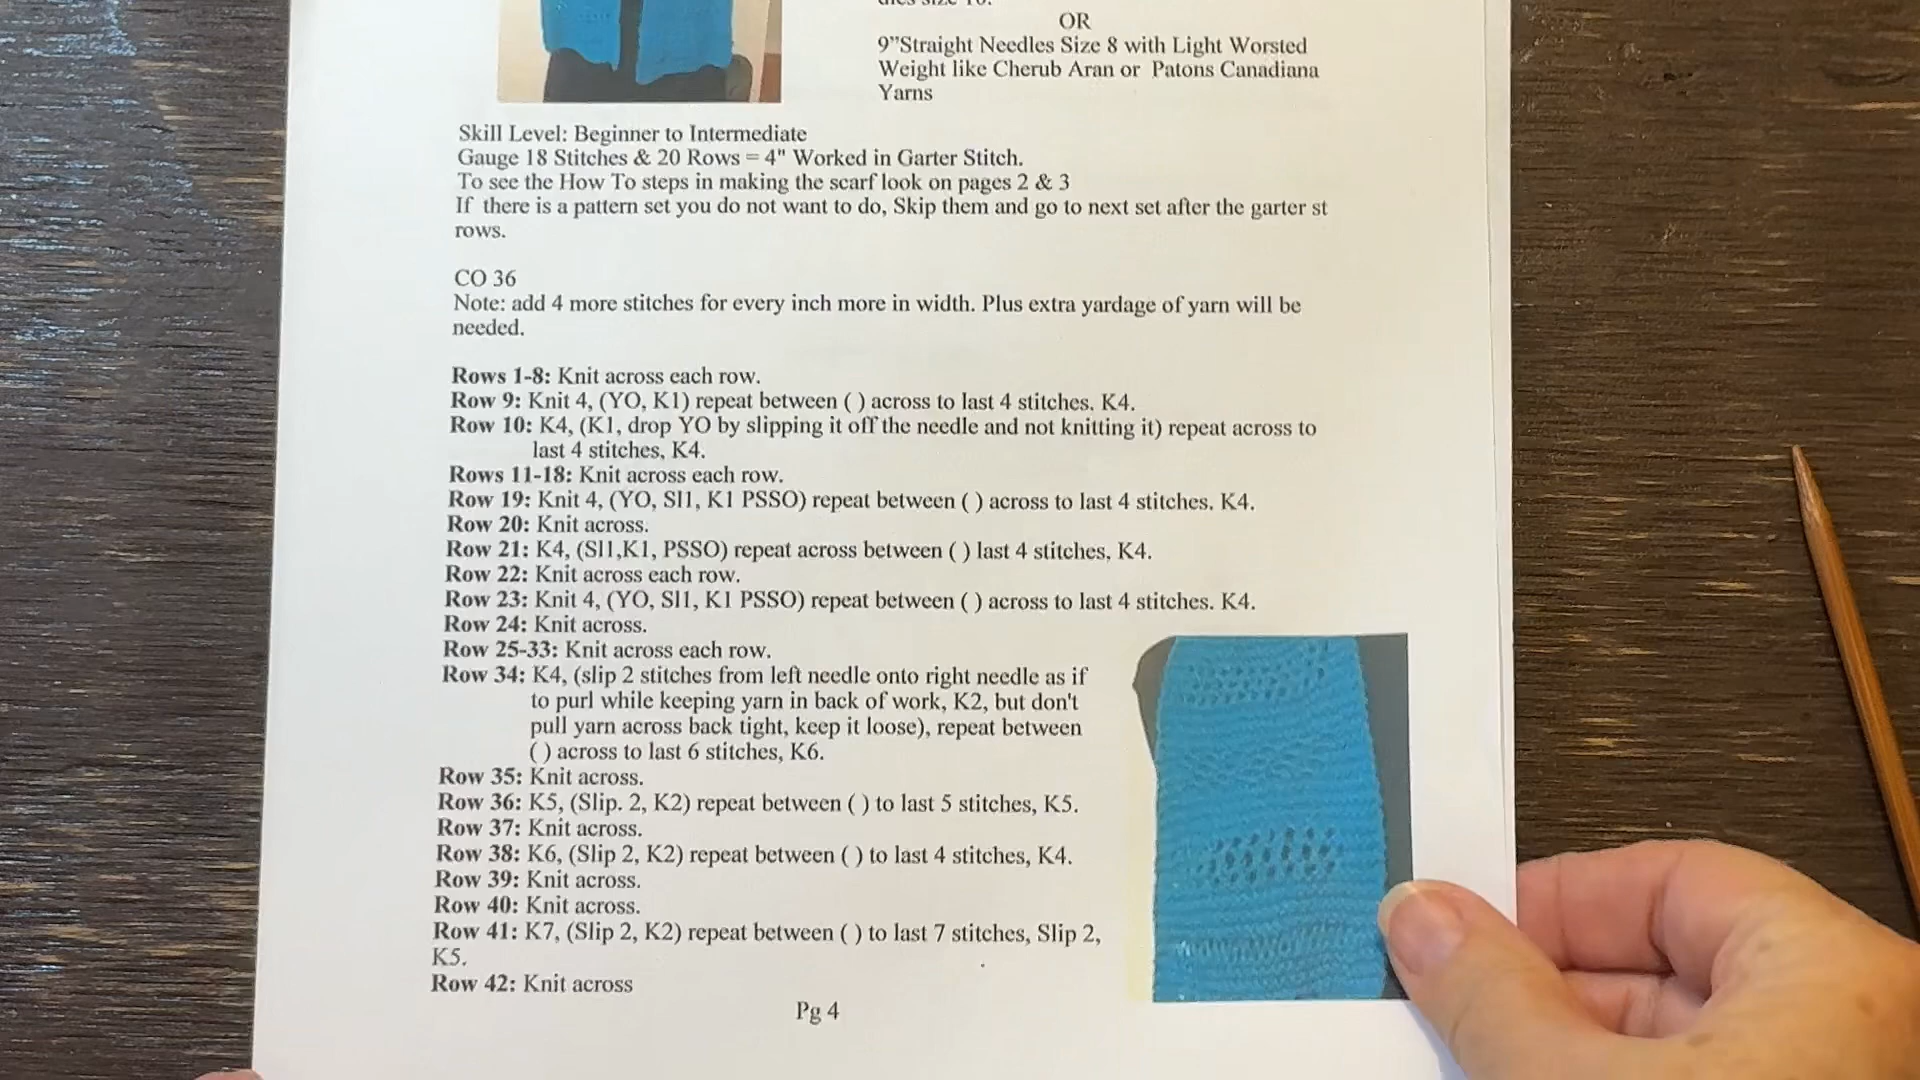 OR
9”Straight Needles Size 8 with Light Worsted
Weight like Cherub Aran or Patons Canadiana
Yarns
Skill Level: Beginner to Intermediate
Gauge 18 Stitches & 20 Rows = 4" Worked in Garter Stitch.
To see the How To steps in making the scarf look on pages 2 & 3
If there is a pattern set you do not want to do, Skip them and go to next set after the garter st
rows.
CO 36
Note: add 4 more stitches for every inch more in width. Plus extra yardage of yarn will be
needed.
Rows 1-8: Knit across each row.
Row 9: Knit 4, (YO, K1) repeat between ( ) across to last 4 stitches. K4.
Row 10: K4, (K1, drop YO by slipping it off the needle and not knitting it) repeat across to
last 4 stitches, K4.
Rows 11-18: Knit across each row.
Row 19: Knit 4, (YO, Sl1, K1 PSSO) repeat between ( ) across to last 4 stitches. K4.
Row 20: Knit across.
Row 21: K4, (Sl1,K1, PSSO) repeat across between ( ) last 4 stitches, K4.
Row 22: Knit across each row.
Row 23: Knit 4, (YO, Sl1, K1 PSSO) repeat between ( ) across to last 4 stitches. K4.
Row 24: Knit across.
Row 25-33: Knit across each row.
Row 34: K4, (slip 2 stitches from left needle onto right needle as if
to purl while keeping yarn in back of work, K2, but don't
pull yarn across back tight, keep it loose), repeat between
( ) across to last 6 stitches, K6.
Row 35: Knit across.
Row 36: K5, (Slip. 2, K2) repeat between ( ) to last 5 stitches, K5.
Row 37: Knit across.
Row 38: K6, (Slip 2, K2) repeat between ( ) to last 4 stitches, K4.
Row 39: Knit across.
Row 40: Knit across.
Row 41: K7, (Slip 2, K2) repeat between ( ) to last 7 stitches, Slip 2,
K5.
Row 42: Knit across
Pg 4